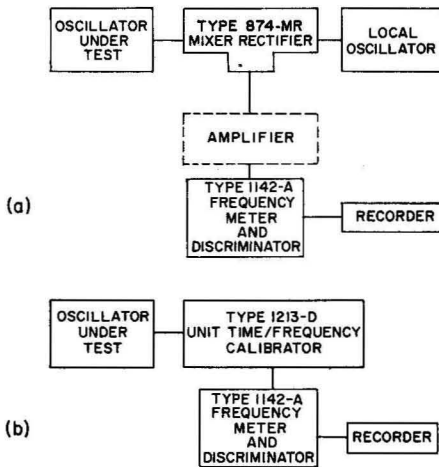 OSCILLATOR
UNDER
TEST
TYPE 874-MR
MIXER RECTIFIER
LOCAL
OSCILLATOR
AMPLIFIER
(a)
TYPE 1142-A
FREQUENCY
METER
AND
DISCRIMINATOR
RECORDER
OSCILLATOR
UNDER
TEST
TYPE 1213-D
UNIT TIME/FREQUENCY
CALIBRATOR
(b)
TYPE 1142-A
FREQUENCY
METER
AND
DISCRIMINATOR
RECORDER